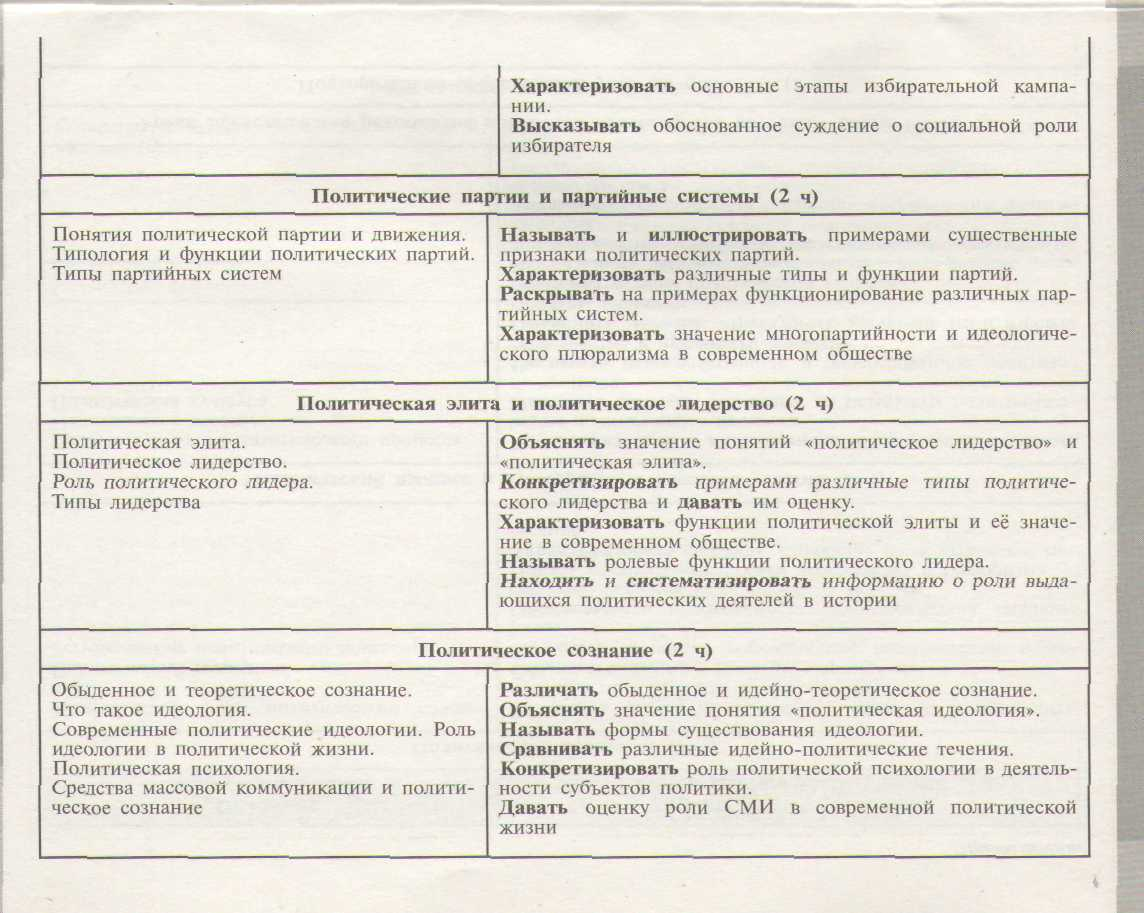 Характеризовать основные этапы избирательной кампа-
нии.
Высказывать обоснованное суждение о социальной роли
избирателя
Политические партии и партийные системы (2 ч)
Понятия политической партии и движения.
Типология и функции политических партий.
Типы партийных систем
Называть и иллюстрировать примерами существенные
признаки политических партий.
Характеризовать различные типы и функции партий.
Раскрывать на примерах функционирование различных пар-
тийных систем.
Характеризовать значение многопартийности и идеологиче-
ского плюрализма в современном обществе
Политическая элита и политическое лидерство (2 ч)
Политическая элита.
Политическое лидерство.
Роль политического лидера.
Типы лидерства
Объяснять значение понятий «политическое лидерство» и
«политическая элита».
Конкретизировать примерами различные типы политиче-
ского лидерства и давать им оценку.
Характеризовать функции политической элиты и её значе-
ние в современном обществе.
Называть ролевые функции политического лидера.
Находить и систематизировать информацию о роли выда-
ющихся политических деятелей в истории
Политическое сознание (2 ч)
Обыденное и теоретическое сознание.
Что такое идеология.
Современные политические идеологии. Роль
идеологии в политической жизни.
Политическая психология.
Средства массовой коммуникации и полити-
ческое сознание
Различать обыденное и идейно-теоретическое сознание.
Объяснять значение понятия «политическая идеология».
Называть формы существования идеологии.
Сравнивать различные идейно-политические течения.
Конкретизировать роль политической психологии в деятель-
ности субъектов политики.
Давать оценку роли СМИ в современной политической
жизни